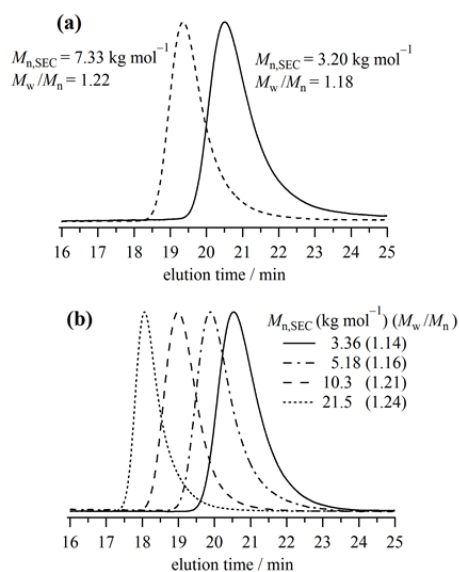 (a)
Mn,SEC = 7.33 kg mol−1
Mw/Mn = 1.22
Mn,SEC = 3.20 kg mol−1
Mw/Mn = 1.18
16 17 18 19 20 21 22 23 24 25
elution time / min
(b)
Mn,SEC (kg mol−1) (Mw/Mn)
3.36 (1.14)
5.18 (1.16)
10.3 (1.21)
21.5 (1.24)
16 17 18 19 20 21 22 23 24 25
elution time / min